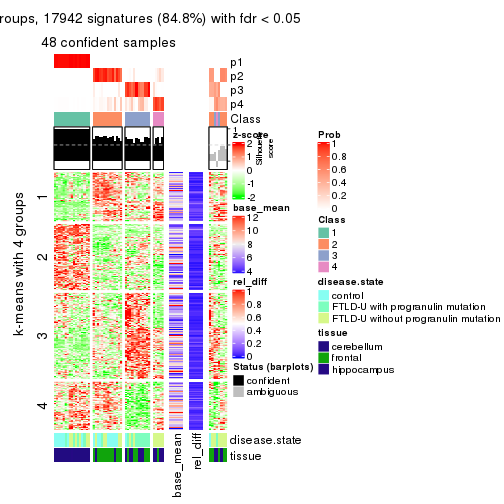 roups, 17942 signatures (84.8%) with fdr < 0.05
48 confident samples
p1
p2
p3
p4
Class
1
Silhouette
score
k-means with 4 groups
1
2
3
4
z-score
2
1
0
-1
-2
base_mean
12
10
8
6
4
rel_diff
1
0.8
0.6
0.4
0.2
0
Status (barplots)
confident
ambiguous
Prob
1
0.8
0.6
0.4
0.2
0
Class
1
2
3
4
disease.state
control
FTLD-U with progranulin mutation
FTLD-U without progranulin mutation
tissue
cerebellum
frontal
hippocampus
disease.state
tissue
base_mean
rel_diff